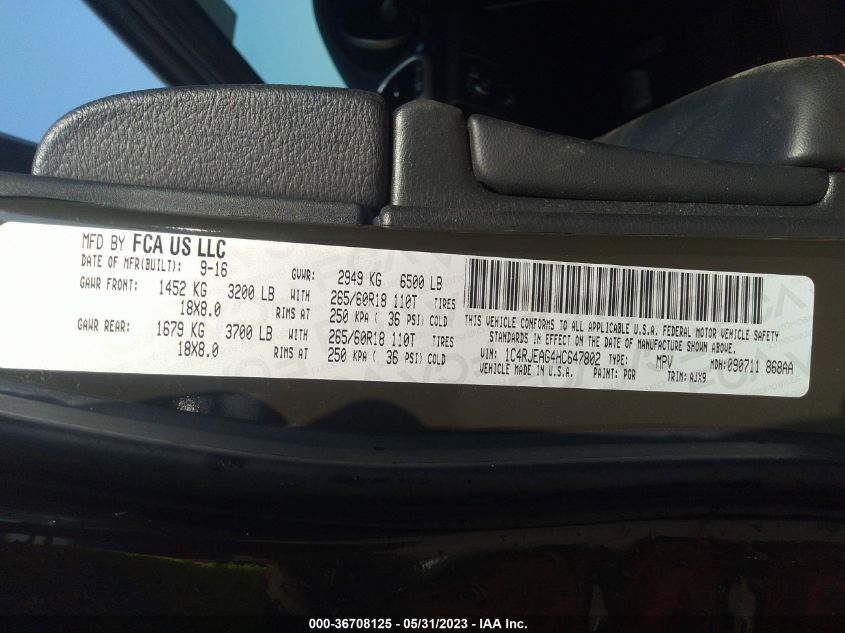 MFD BY FCA US LLC
DATE OF MFR(BUILT): 9-16 GVWR: 2949 KG 6500 LB
GAWR FRONT: 1452 KG 3200 LB WITH 265/60R18 110T TIRES
18X8.0 RIMS AT 250 KPA ( 36 PSI) COLD
GAWR REAR: 1679 KG 3700 LB WITH 265/60R18 110T TIRES
18X8.0 RIMS AT 250 KPA ( 36 PSI) COLD
THIS VEHICLE CONFORMS TO ALL APPLICABLE U.S.A. FEDERAL MOTOR VEHICLE SAFETY
STANDARDS IN EFFECT ON THE DATE OF MANUFACTURE SHOWN ABOVE.
VIN: 1C4RJEAG4HC647802 TYPE: MPV MDH: 090711 868AA
VEHICLE MADE IN U.S.A. PAINT: PGR TRIM: AJX9
000-36708125 - 05/31/2023 - IAA Inc.